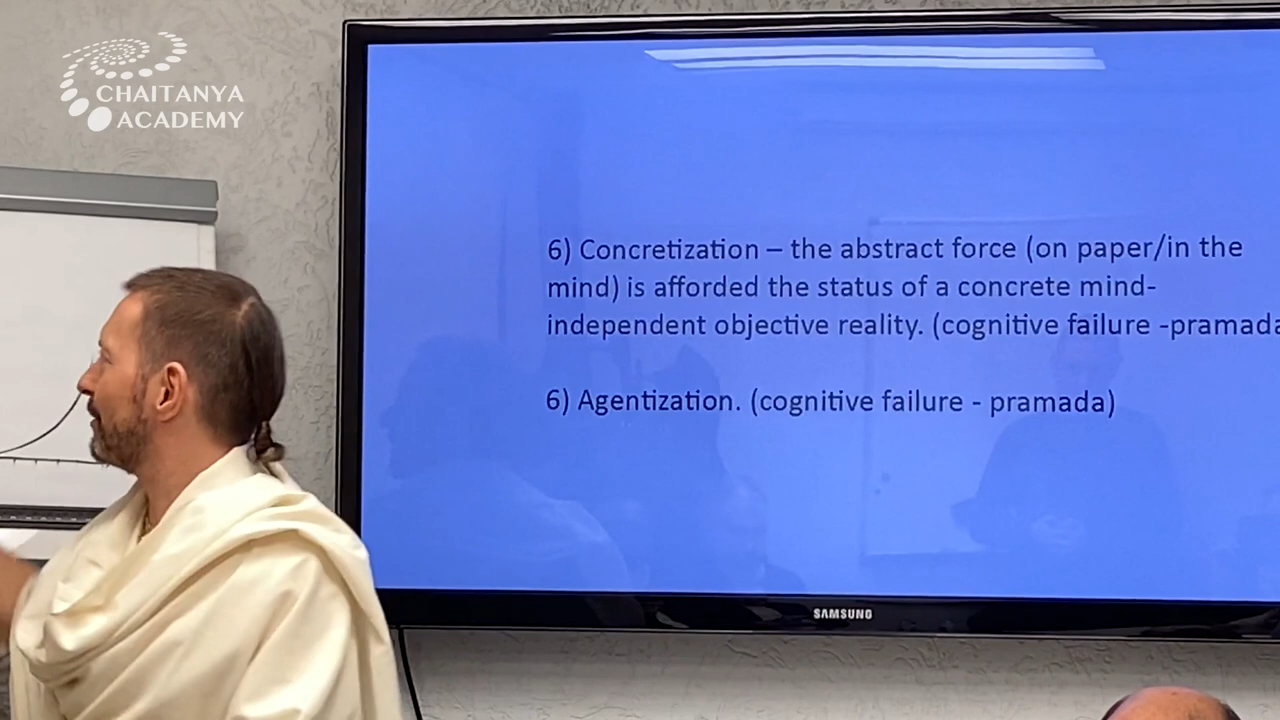 CHAITANYA
ACADEMY
6) Concretization – the abstract force (on paper/in the
mind) is afforded the status of a concrete mind-
independent objective reality. (cognitive failure -pramada
6) Agentization. (cognitive failure - pramada)
SAMSUNG